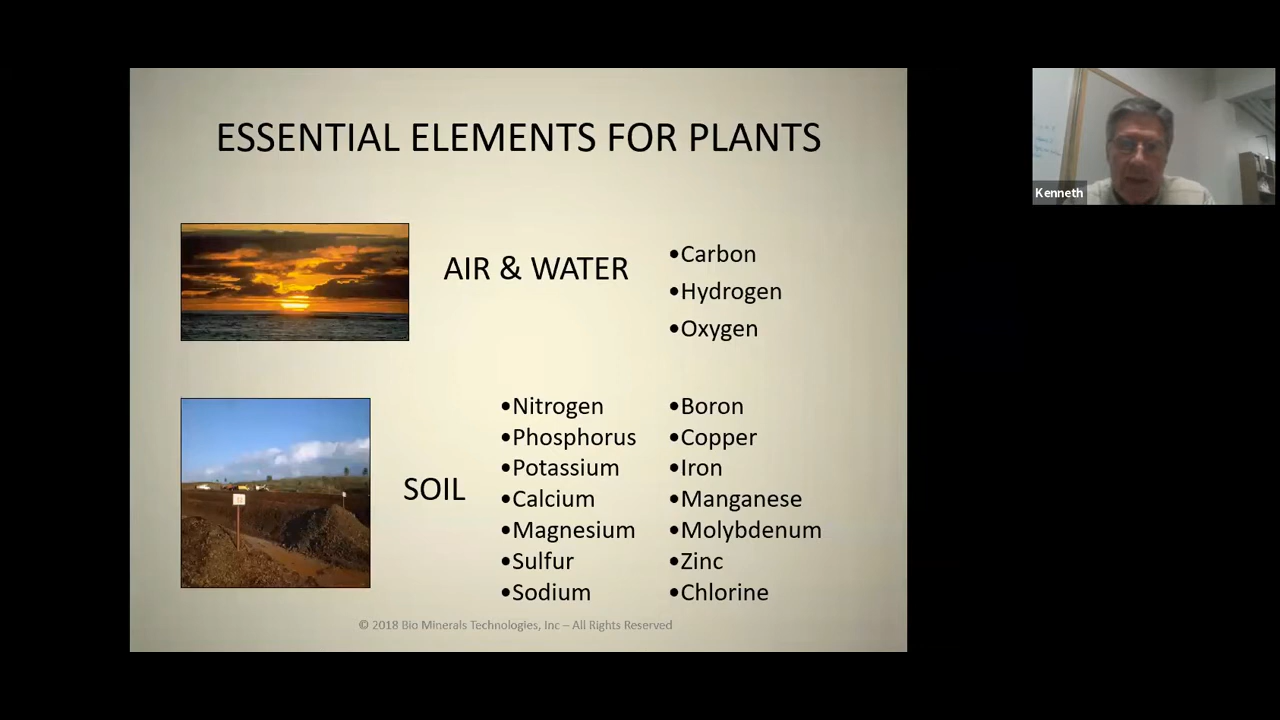 ESSENTIAL ELEMENTS FOR PLANTS
Kenneth
AIR & WATER
•Carbon
•Hydrogen
•Oxygen
SOIL
•Nitrogen
•Phosphorus
•Potassium
•Calcium
•Magnesium
•Sulfur
•Sodium
•Boron
•Copper
•Iron
•Manganese
•Molybdenum
•Zinc
•Chlorine
© 2018 Bio Minerals Technologies, Inc – All Rights Reserved